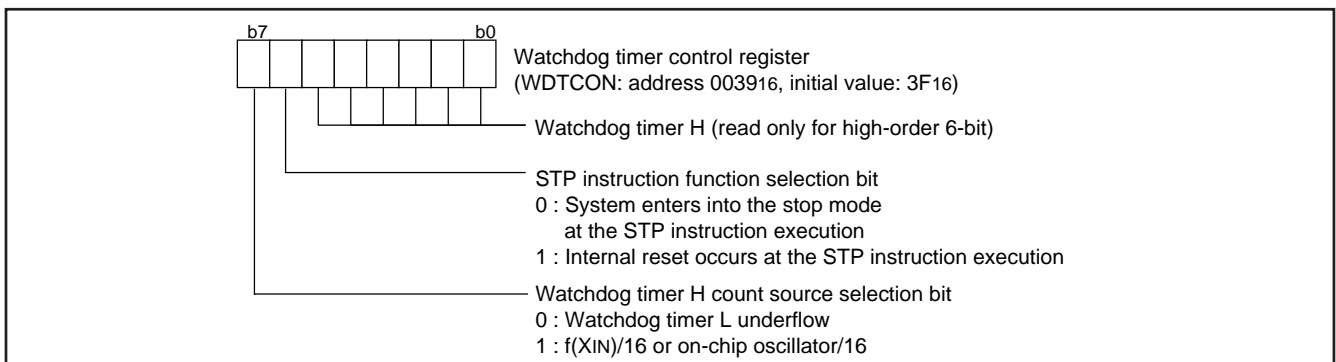 b7 b0
Watchdog timer control register
(WDTCON: address 003916, initial value: 3F16)
Watchdog timer H (read only for high-order 6-bit)
STP instruction function selection bit
0 : System enters into the stop mode
at the STP instruction execution
1 : Internal reset occurs at the STP instruction execution
Watchdog timer H count source selection bit
0 : Watchdog timer L underflow
1 : f(XIN)/16 or on-chip oscillator/16